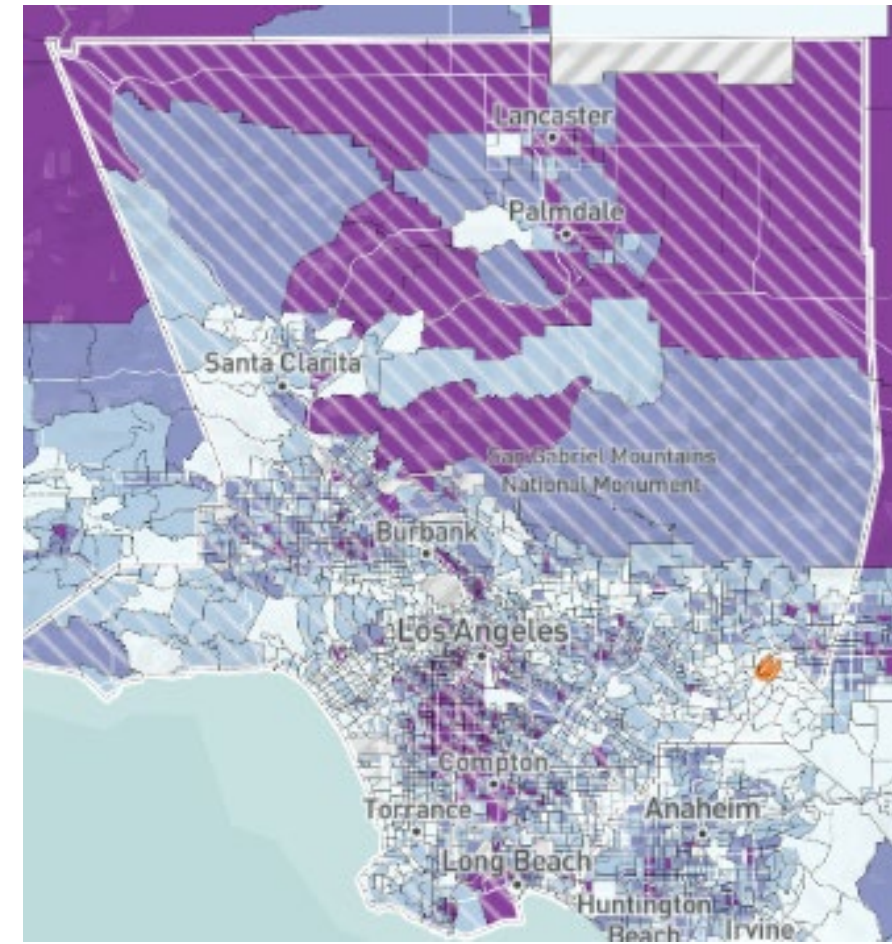 Lancaster
Palmdale
Santa Clarita
San Gabriel Mountains
National Monument
Burbank
Los Angeles
Compton
Torrance
Anaheim
Long Beach
Huntington
Beach
Irvine